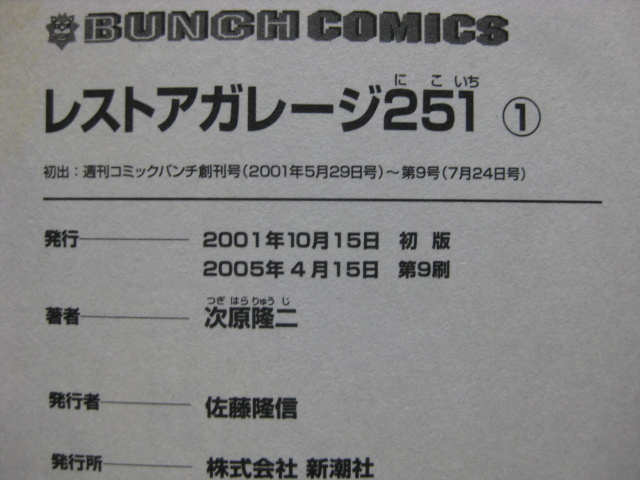 BUNCH COMICS
にこいち
レストアガレージ251 ①
初出：週刊コミックバンチ創刊号（2001年5月29日号）～第9号（7月24日号）
発行 2001年10月15日 初版
2005年4月15日 第9刷
つぎはらりゅうじ
著者 次原隆二
発行者 佐藤隆信
発行所 株式会社 新潮社